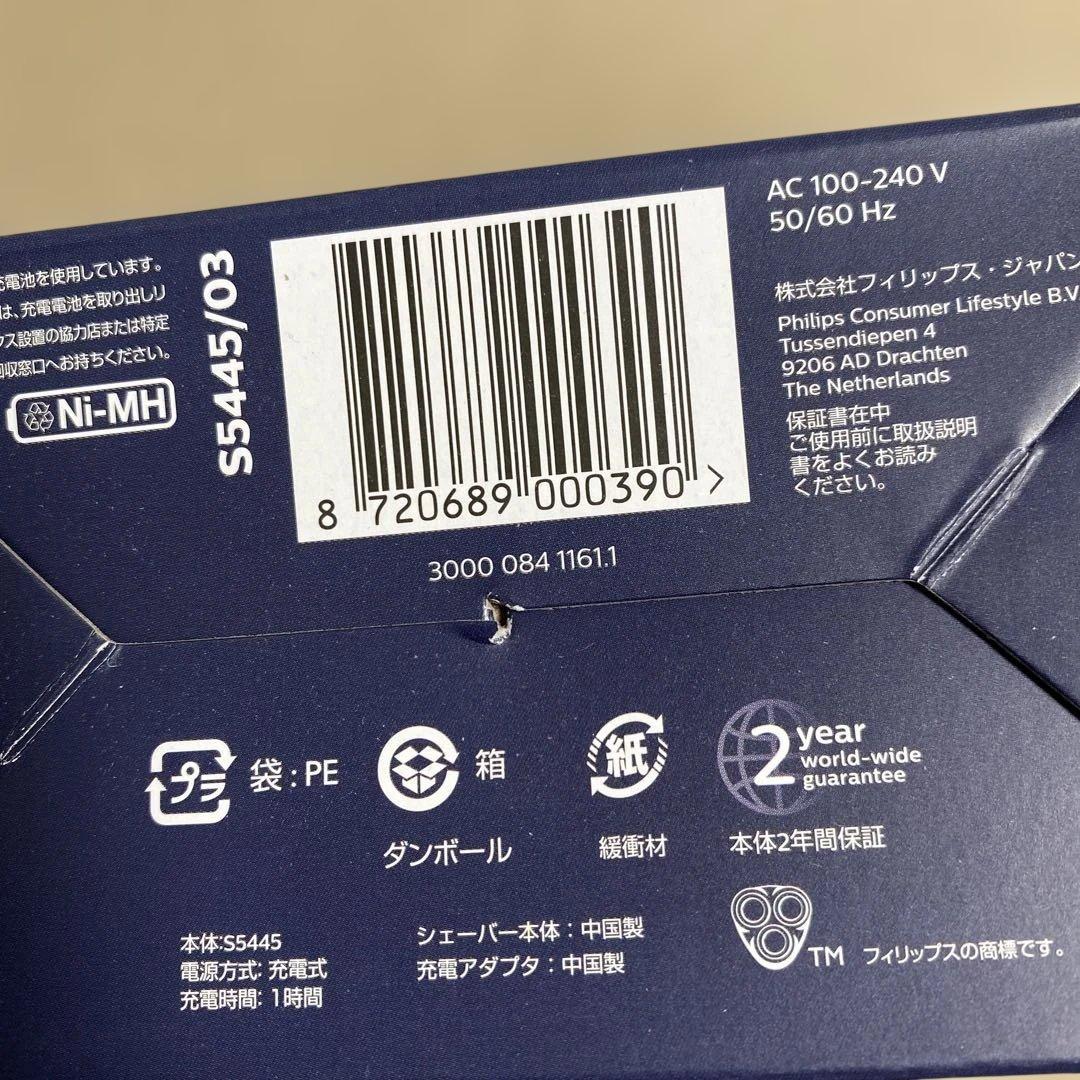 充電池を使用しています。
は、充電電池を取り出しリ
クス設置の協力店または特定
回収窓口へお持ちください。
Ni-MH
S5445/03
8 720689 000390 >
3000 084 1161.1
AC 100-240 V
50/60 Hz
株式会社フィリップス・ジャパン
Philips Consumer Lifestyle B.V
Tussendiepen 4
9206 AD Drachten
The Netherlands
保証書在中
ご使用前に取扱説明
書をよくお読み
ください。
プラ 袋:PE
箱
ダンボール
紙
緩衝材
2 year
world-wide
guarantee
本体2年間保証
本体:S5445
電源方式: 充電式
充電時間: 1時間
シェーバー本体:中国製
充電アダプタ:中国製
TM フィリップスの商標です。